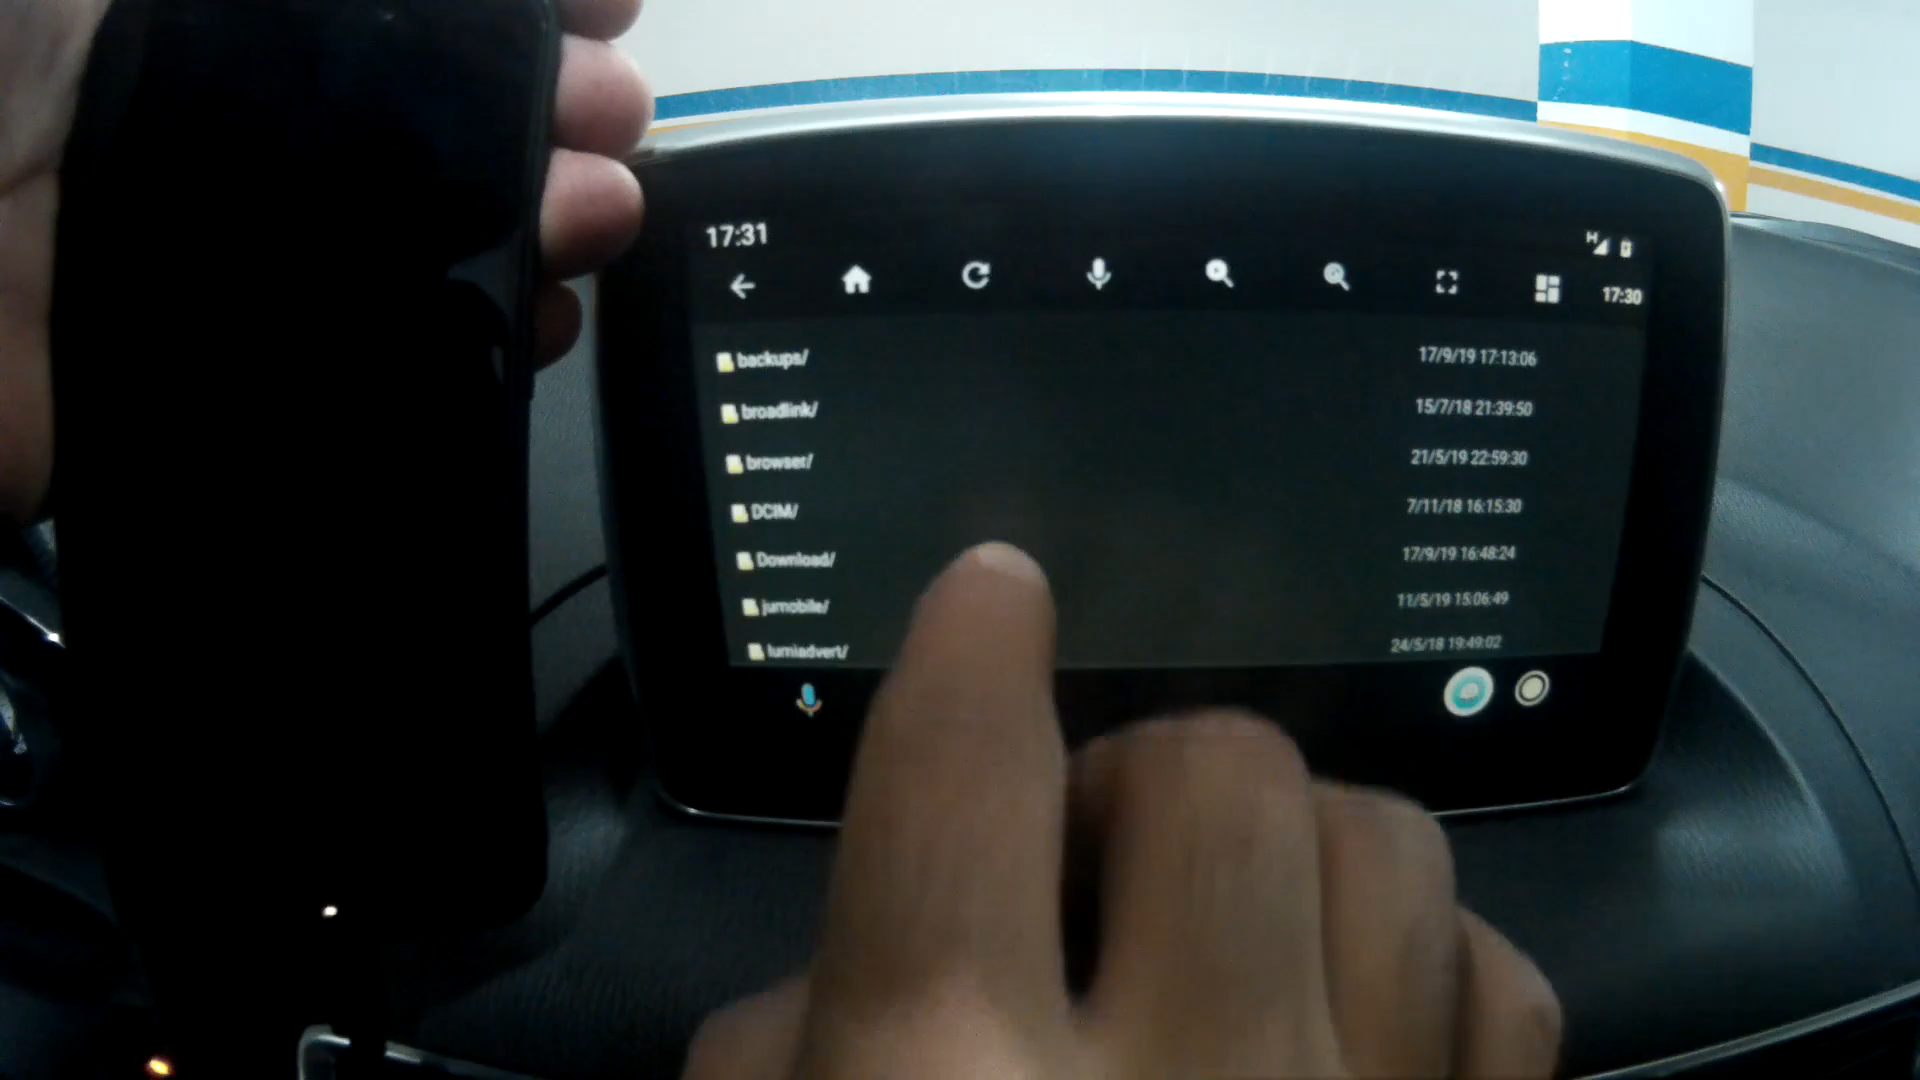 17:31
H
17:30
backups/ 17/9/19 17:13:06
broadlink/ 15/7/18 21:39:50
browser/ 21/5/19 22:59:30
DCIM/ 7/11/18 16:15:30
Download/ 17/9/19 16:48:24
jumobile/ 11/5/19 15:06:49
lumiadvert/ 24/5/18 19:49:02